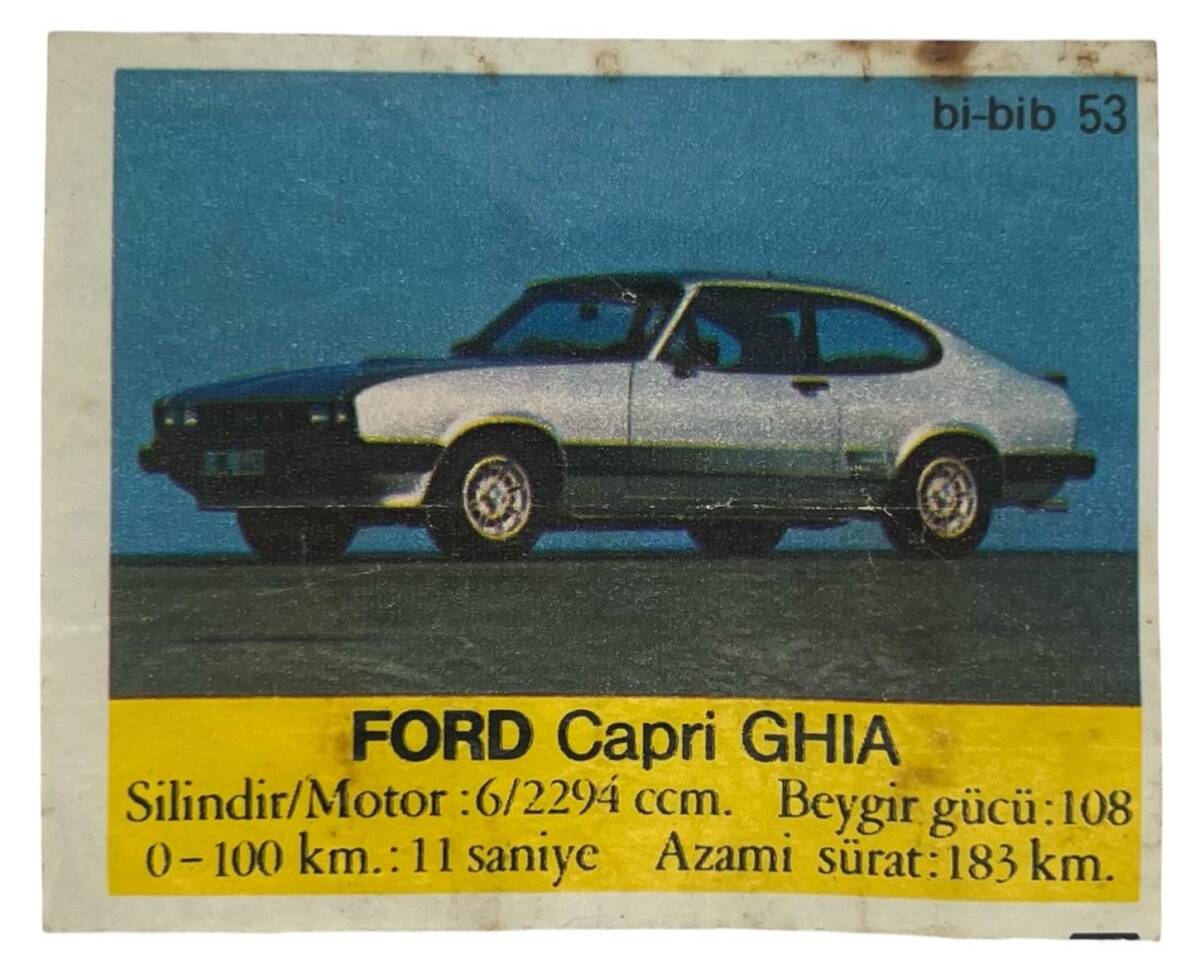 bi-bib 53
FORD Capri GHIA
Silindir/Motor :6/2294 ccm. Beygir gücü:108
0-100 km.: 11 saniye Azami sürat:183 km.